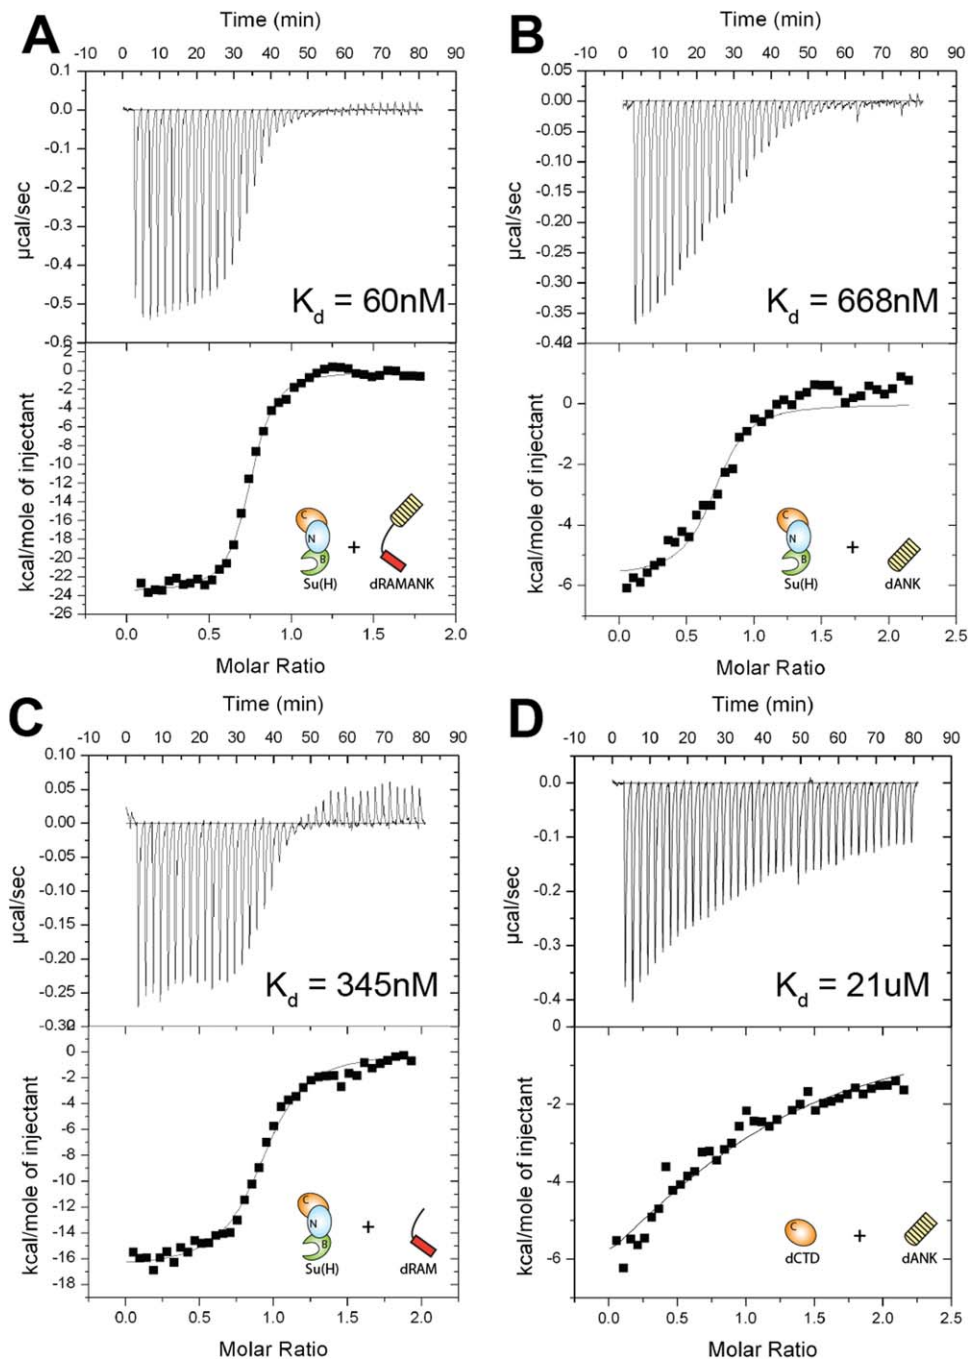 A
Time (min)
-10 0 10 20 30 40 50 60 70 80 90
0.1
0.0
-0.1
-0.2
-0.3
-0.4
-0.5
-0.6
µcal/sec
Kd = 60nM
2
0
-2
-4
-6
-8
-10
-12
-14
-16
-18
-20
-22
-24
-26
kcal/mole of injectant
C
N
B
Su(H)
+
dRAMANK
0.0 0.5 1.0 1.5 2.0
Molar Ratio
B
Time (min)
-10 0 10 20 30 40 50 60 70 80 90
0.05
0.00
-0.05
-0.10
-0.15
-0.20
-0.25
-0.30
-0.35
µcal/sec
Kd = 668nM
0
-2
-4
-6
kcal/mole of injectant
C
N
B
Su(H)
+
dANK
0.0 0.5 1.0 1.5 2.0 2.5
Molar Ratio
C
Time (min)
-10 0 10 20 30 40 50 60 70 80 90
0.10
0.05
0.00
-0.05
-0.10
-0.15
-0.20
-0.25
µcal/sec
Kd = 345nM
0
-2
-4
-6
-8
-10
-12
-14
-16
-18
kcal/mole of injectant
C
N
B
Su(H)
+
dRAM
0.0 0.5 1.0 1.5 2.0
Molar Ratio
D
Time (min)
-10 0 10 20 30 40 50 60 70 80 90
0.0
-0.1
-0.2
-0.3
-0.4
0
µcal/sec
Kd = 21uM
-2
-4
-6
kcal/mole of injectant
C
dCTD
+
dANK
0.0 0.5 1.0 1.5 2.0 2.5
Molar Ratio